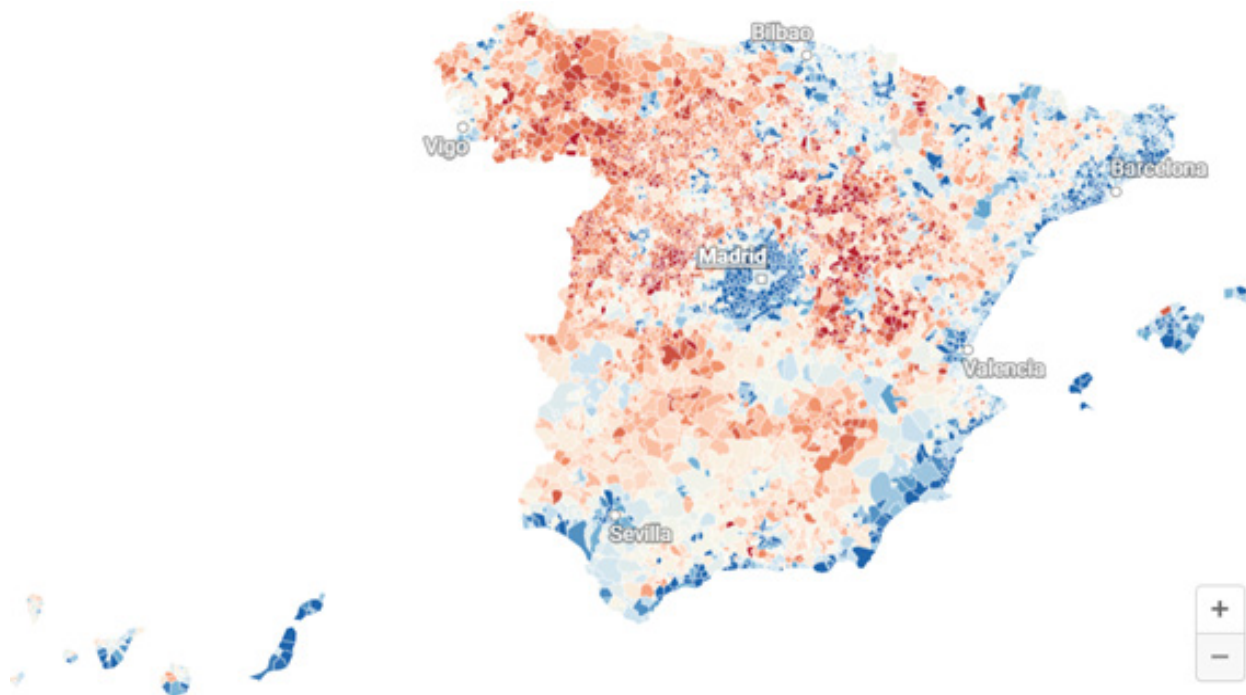 Bilbao
Vigo
Barcelona
Madrid
Valencia
Sevilla
+
−